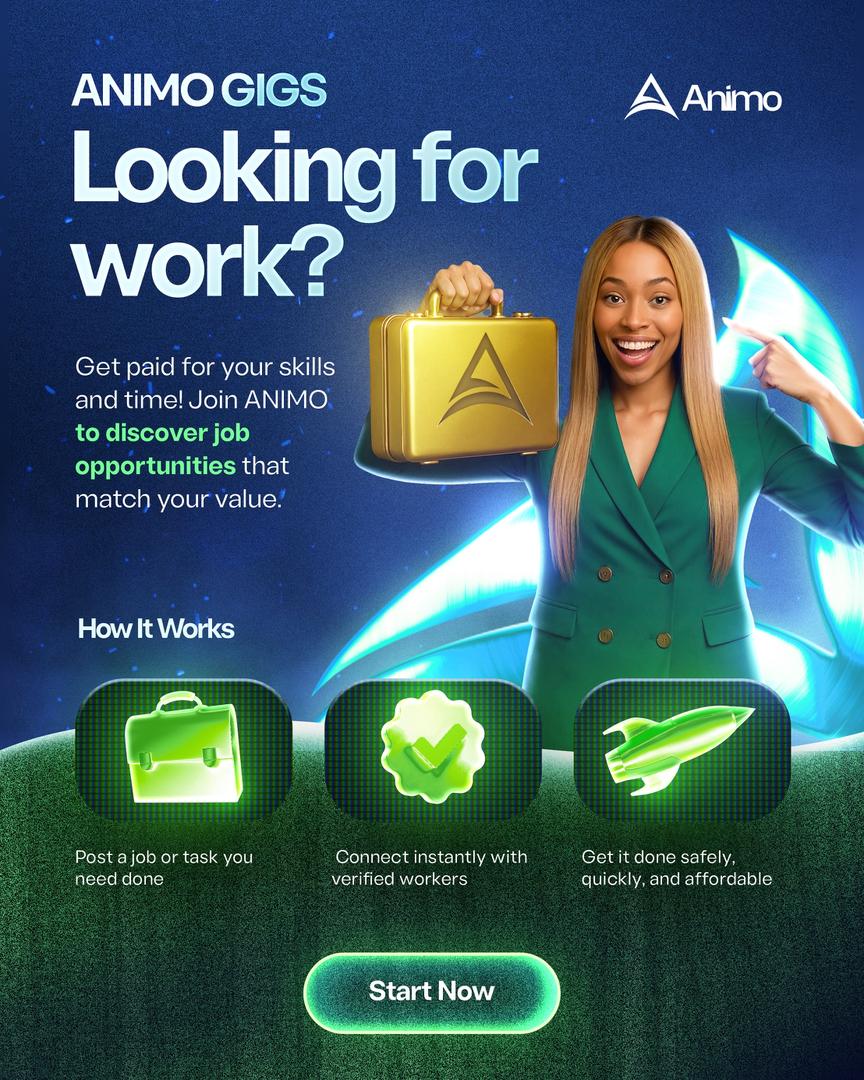 ANIMO GIGS
Animo
Looking for
work?
Get paid for your skills
and time! Join ANIMO
to discover job
opportunities that
match your value.
How It Works
Post a job or task you
need done
Connect instantly with
verified workers
Get it done safely,
quickly, and affordable
Start Now